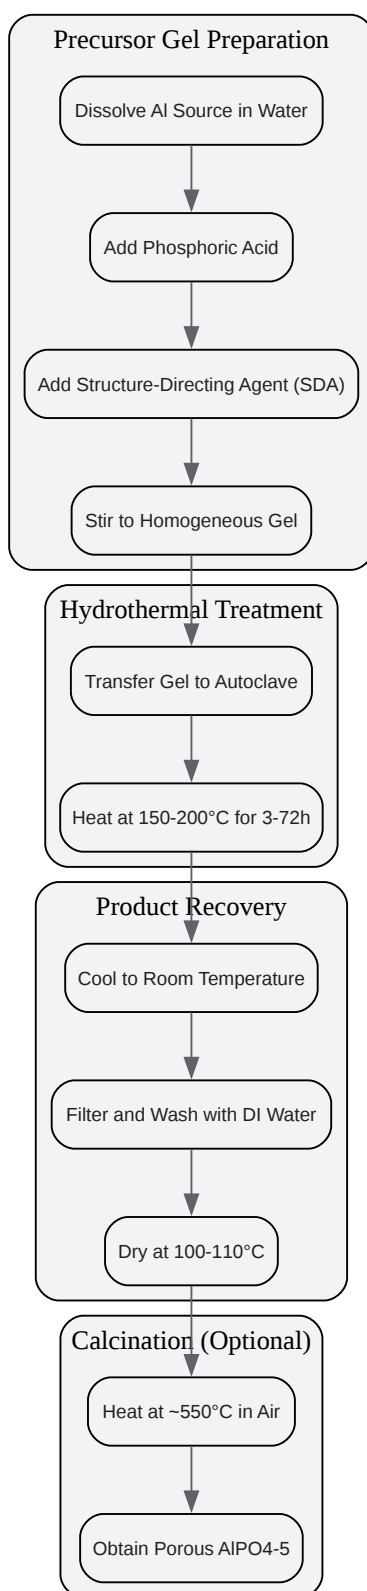 Precursor Gel Preparation
Dissolve Al Source in Water
Add Phosphoric Acid
Add Structure-Directing Agent (SDA)
Stir to Homogeneous Gel
Hydrothermal Treatment
Transfer Gel to Autoclave
Heat at 150-200°C for 3-72h
Product Recovery
Cool to Room Temperature
Filter and Wash with DI Water
Dry at 100-110°C
Calcination (Optional)
Heat at ~550°C in Air
Obtain Porous AlPO4-5